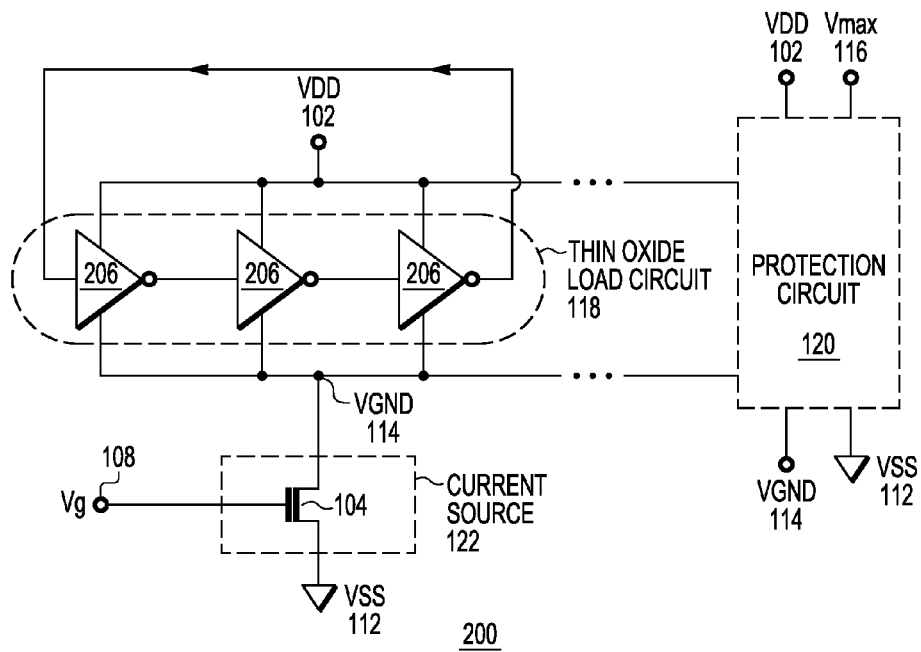 VDD
102
Vmax
116
VDD
102
206
206
206
THIN OXIDE
LOAD CIRCUIT
118
PROTECTION
CIRCUIT
120
VGND
114
108
Vg
104
CURRENT
SOURCE
122
VGND
114
VSS
112
VSS
112
200